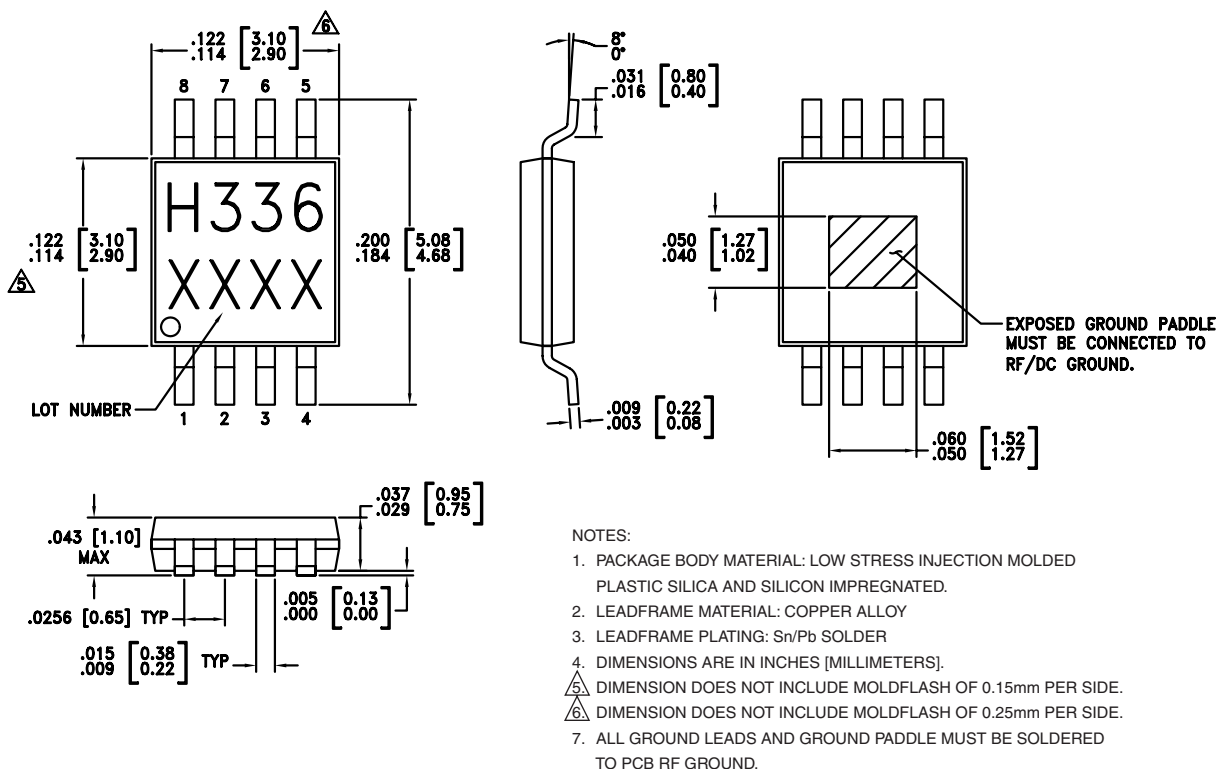 .122 [3.10]
.114 [2.90]
6
8 7 6 5
H336
XXXX
.122 [3.10]
.114 [2.90]
5
.200 [5.08]
.184 [4.68]
LOT NUMBER
1 2 3 4
8°
0°
.031 [0.80]
.016 [0.40]
.009 [0.22]
.003 [0.08]
.050 [1.27]
.040 [1.02]
EXPOSED GROUND PADDLE
MUST BE CONNECTED TO
RF/DC GROUND.
.060 [1.52]
.050 [1.27]
.043 [1.10]
MAX
.037 [0.95]
.029 [0.75]
.0256 [0.65] TYP
.005 [0.13]
.000 [0.00]
.015 [0.38]
.009 [0.22] TYP
NOTES:
1. PACKAGE BODY MATERIAL: LOW STRESS INJECTION MOLDED
PLASTIC SILICA AND SILICON IMPREGNATED.
2. LEADFRAME MATERIAL: COPPER ALLOY
3. LEADFRAME PLATING: Sn/Pb SOLDER
4. DIMENSIONS ARE IN INCHES [MILLIMETERS].
5. DIMENSION DOES NOT INCLUDE MOLDFLASH OF 0.15mm PER SIDE.
6. DIMENSION DOES NOT INCLUDE MOLDFLASH OF 0.25mm PER SIDE.
7. ALL GROUND LEADS AND GROUND PADDLE MUST BE SOLDERED
TO PCB RF GROUND.